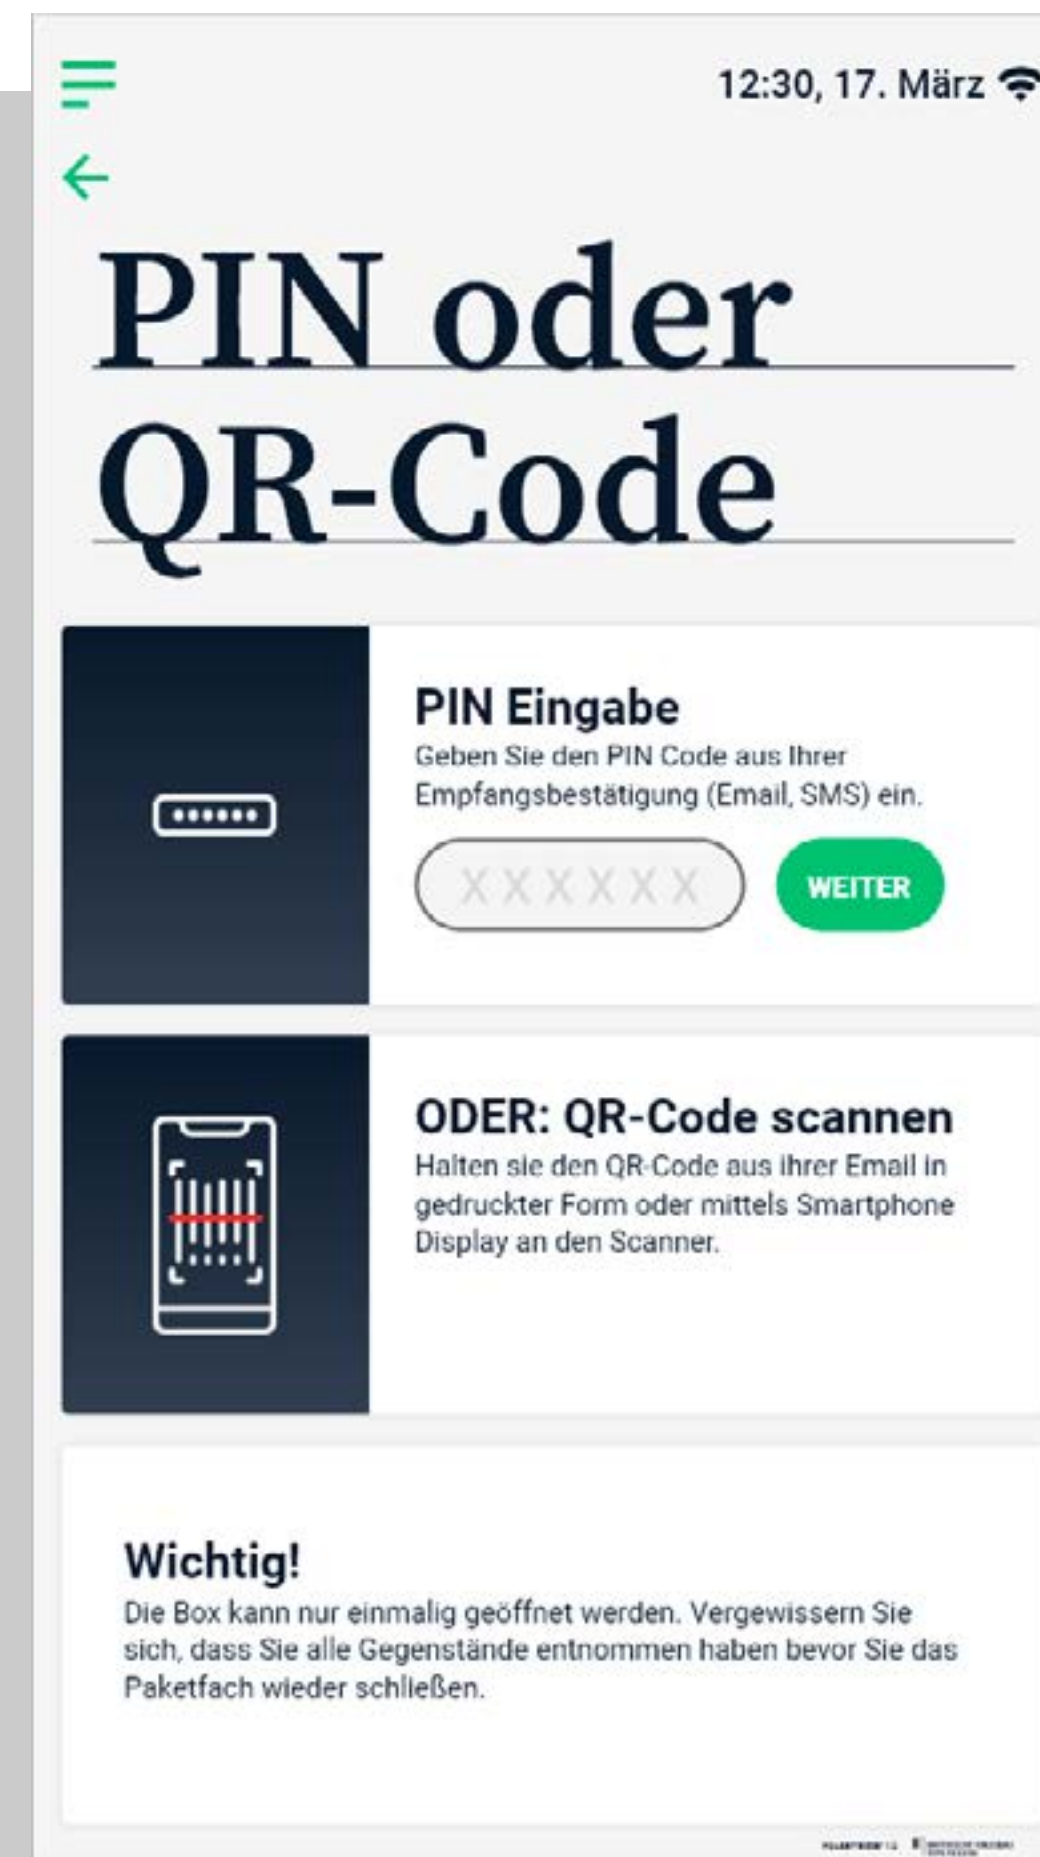 12:30, 17. März
PIN oder
QR-Code
PIN Eingabe
Geben Sie den PIN Code aus Ihrer
Empfangsbestätigung (Email, SMS) ein.
X X X X X X
WEITER
ODER: QR-Code scannen
Halten sie den QR-Code aus ihrer Email in
gedruckter Form oder mittels Smartphone
Display an den Scanner.
Wichtig!
Die Box kann nur einmalig geöffnet werden. Vergewissern Sie
sich, dass Sie alle Gegenstände entnommen haben bevor Sie das
Paketfach wieder schließen.